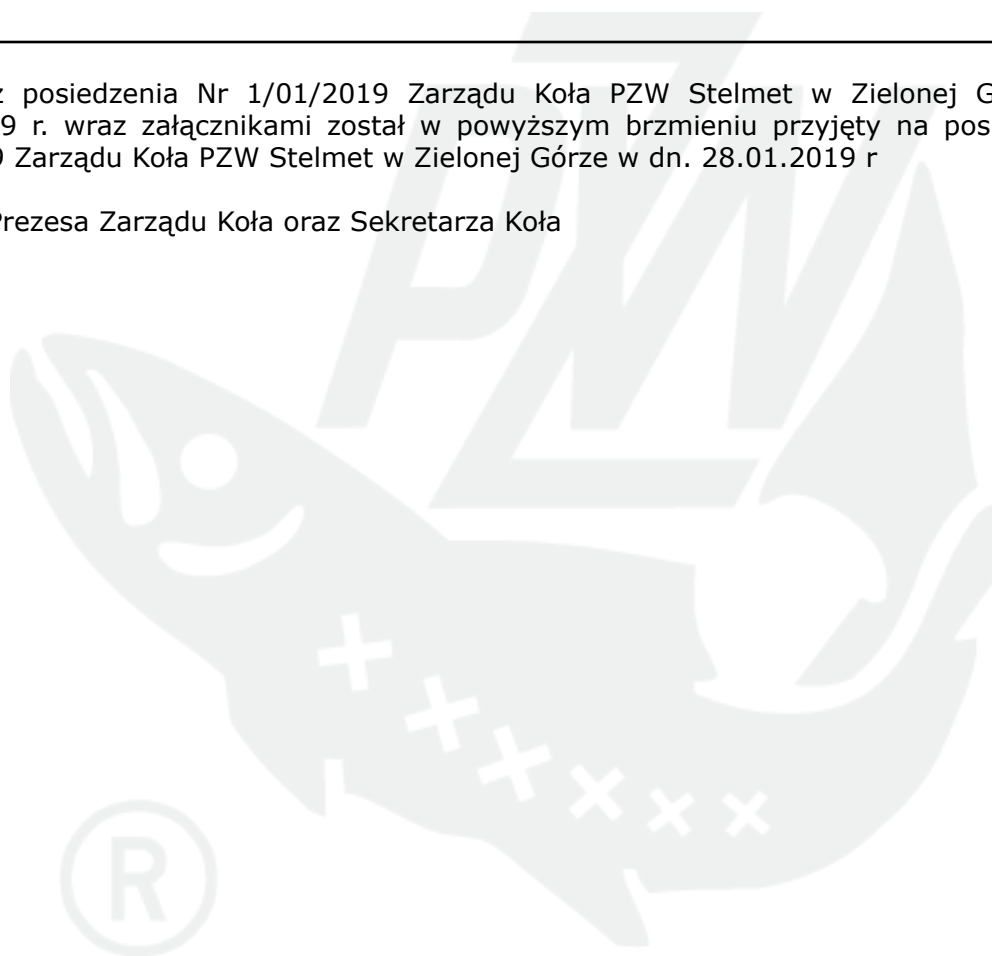 z posiedzenia Nr 1/01/2019 Zarządu Koła PZW Stelmet w Zielonej G
9 r. wraz załącznikami został w powyższym brzmieniu przyjęty na pos
9 Zarządu Koła PZW Stelmet w Zielonej Górze w dn. 28.01.2019 r
Prezesa Zarządu Koła oraz Sekretarza Koła
PZW
R